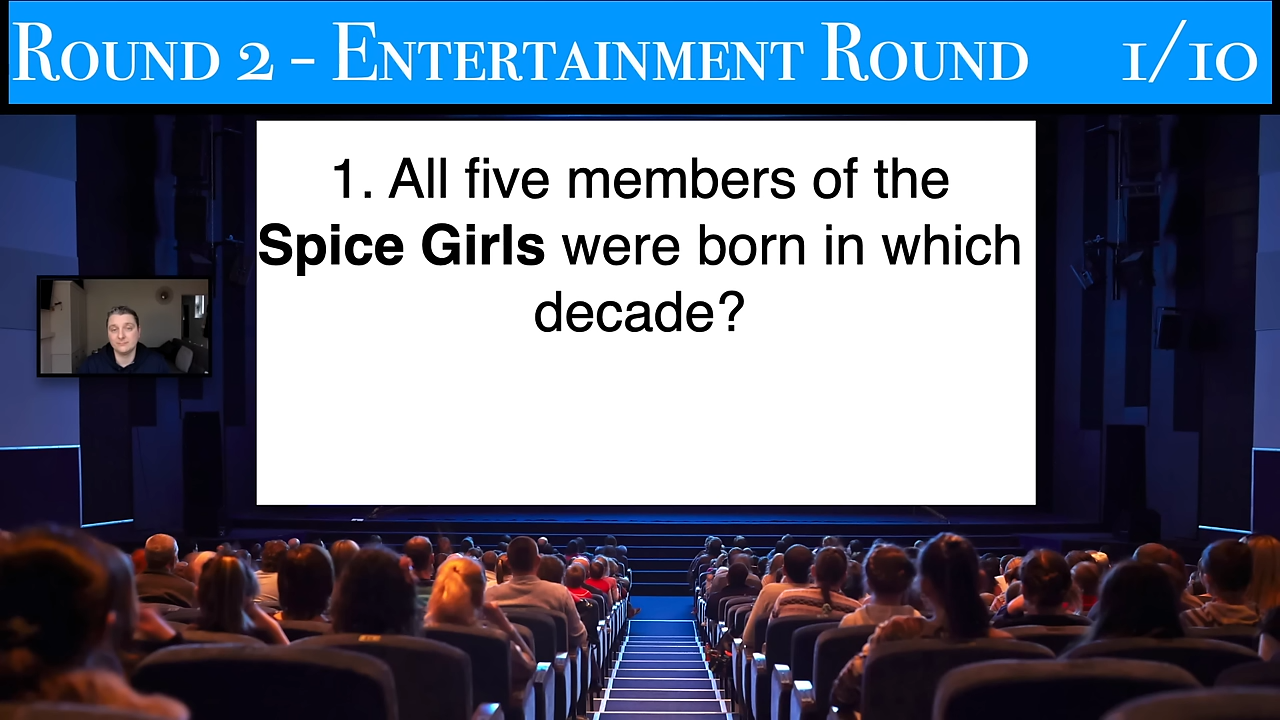 Round 2 - Entertainment Round 1/10
1. All five members of the
Spice Girls were born in which
decade?